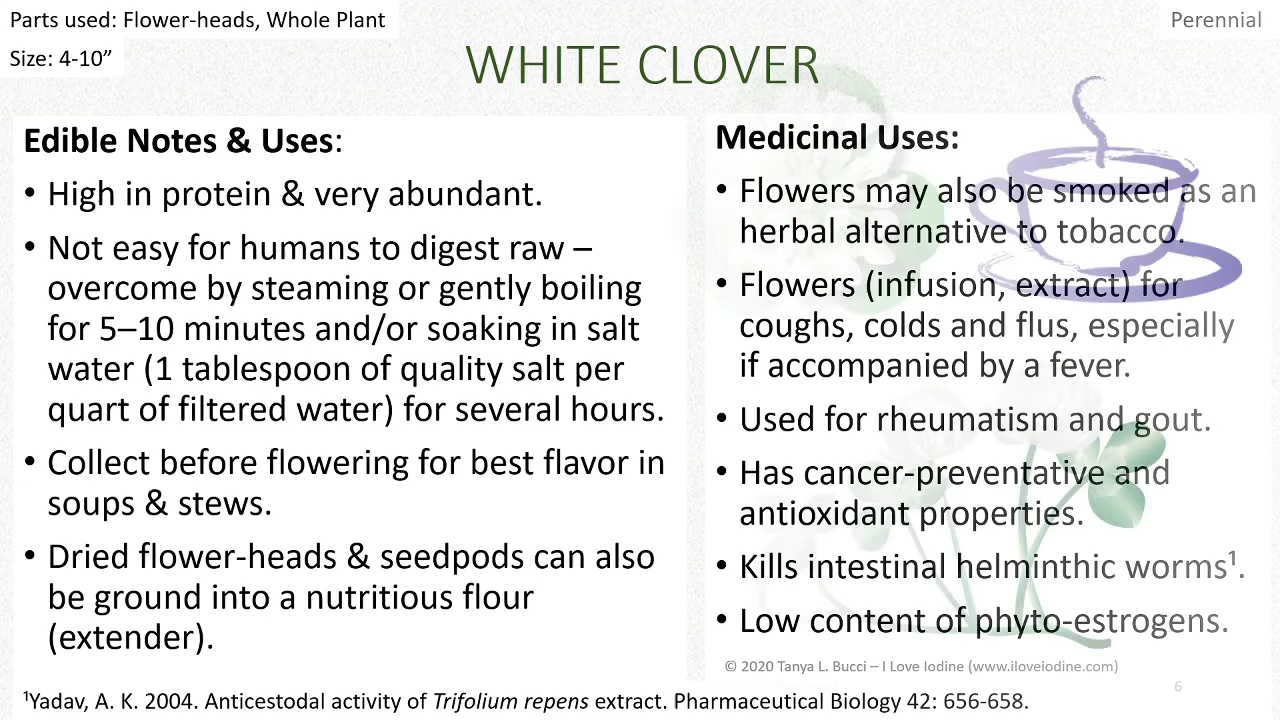 Parts used: Flower-heads, Whole Plant
Perennial
Size: 4-10”
WHITE CLOVER
Edible Notes & Uses:
• High in protein & very abundant.
• Not easy for humans to digest raw –
overcome by steaming or gently boiling
for 5–10 minutes and/or soaking in salt
water (1 tablespoon of quality salt per
quart of filtered water) for several hours.
• Collect before flowering for best flavor in
soups & stews.
• Dried flower-heads & seedpods can also
be ground into a nutritious flour
(extender).
Medicinal Uses:
• Flowers may also be smoked as an
herbal alternative to tobacco.
• Flowers (infusion, extract) for
coughs, colds and flus, especially
if accompanied by a fever.
• Used for rheumatism and gout.
• Has cancer-preventative and
antioxidant properties.
• Kills intestinal helminthic worms¹.
• Low content of phyto-estrogens.
© 2020 Tanya L. Bucci – I Love Iodine (www.iloveiodine.com)
6
¹Yadav, A. K. 2004. Anticestodal activity of Trifolium repens extract. Pharmaceutical Biology 42: 656-658.